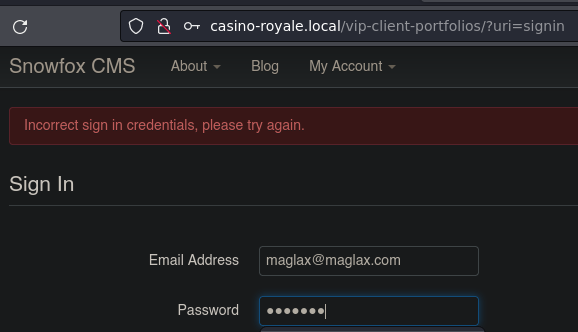 casino-royale.local/vip-client-portfolios/?uri=signin
Snowfox CMS About Blog My Account
Incorrect sign in credentials, please try again.
Sign In
Email Address maglax@maglax.com
Password •••••••